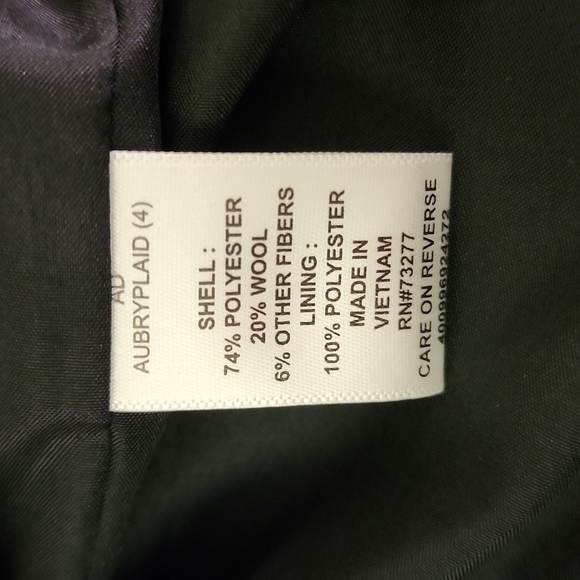 AD
AUBRYPLAID (4)
SHELL :
74% POLYESTER
20% WOOL
6% OTHER FIBERS
LINING :
100% POLYESTER
MADE IN
VIETNAM
RN#73277
CARE ON REVERSE
400996924272